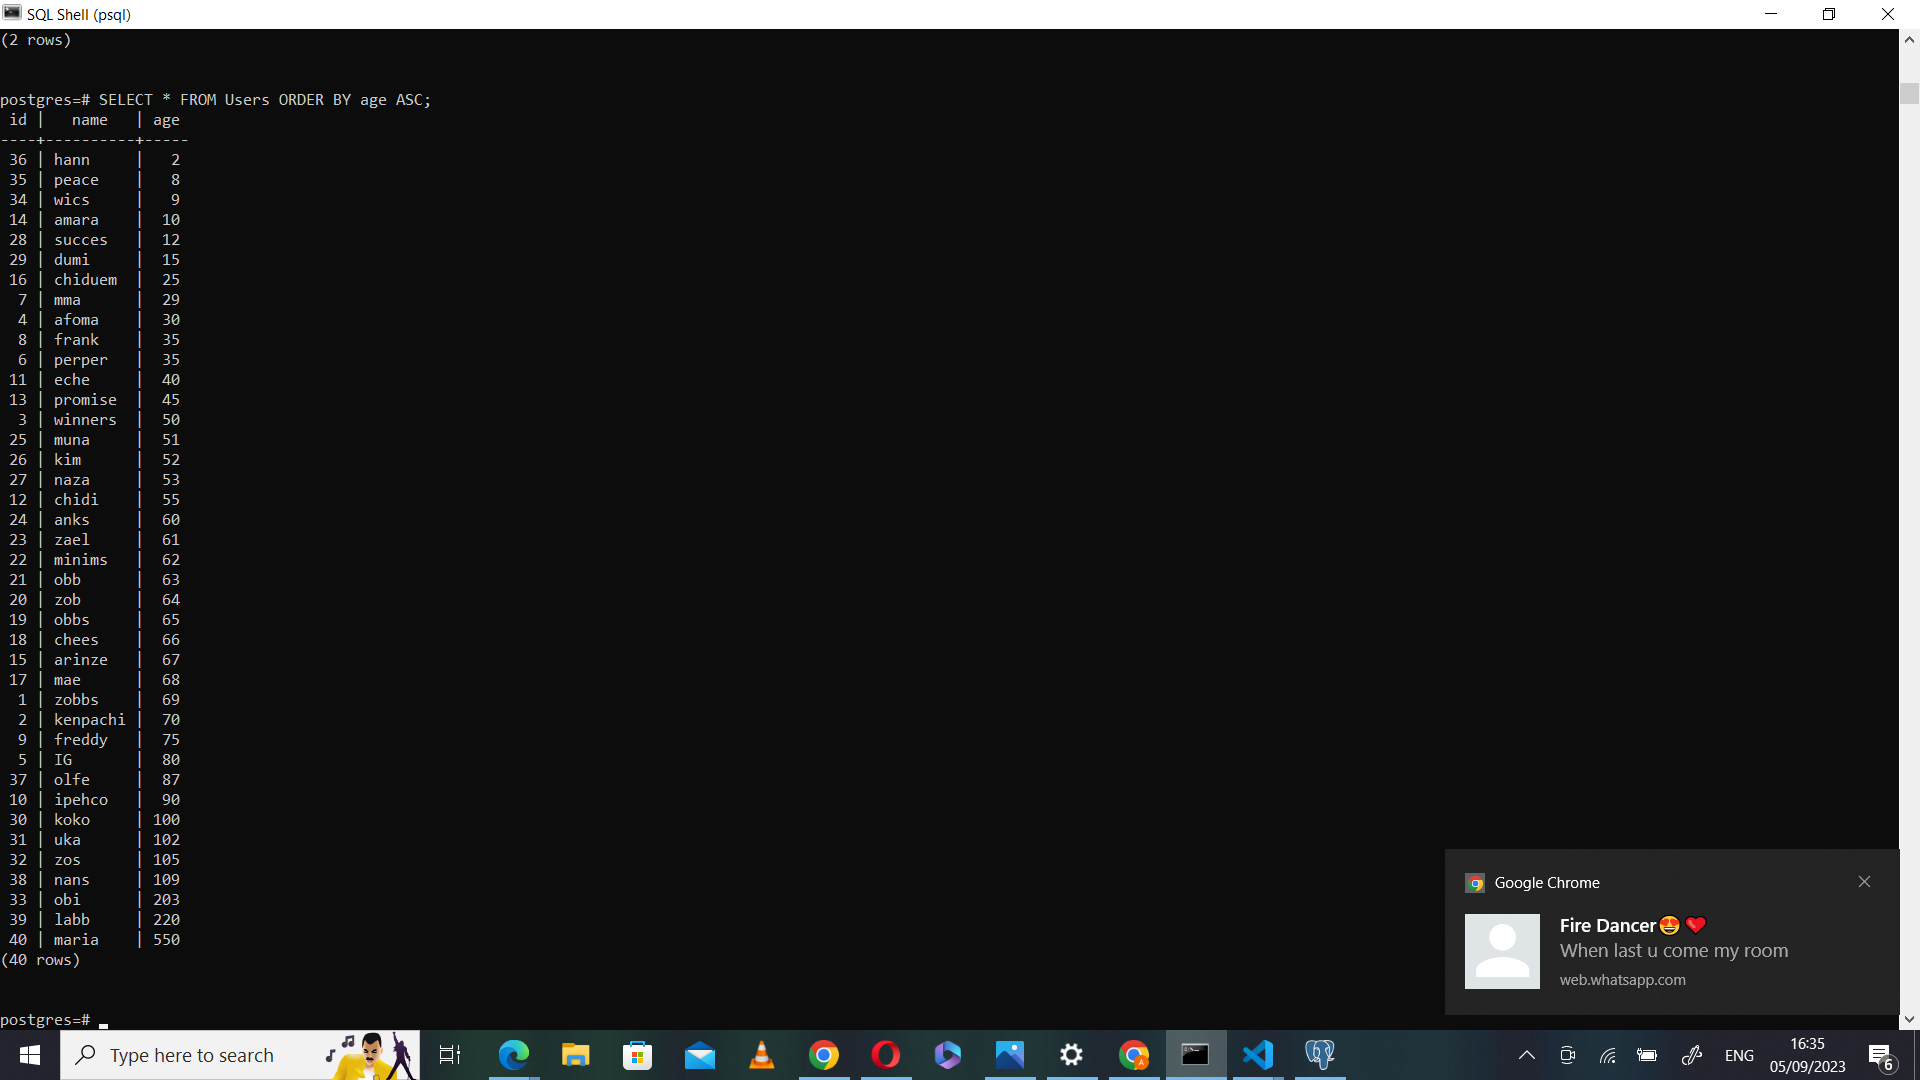 SQL Shell (psql)
(2 rows)
postgres=# SELECT * FROM Users ORDER BY age ASC;
 id |   name   | age
----+----------+-----
 36 | hann     |   2
 35 | peace    |   8
 34 | wics     |   9
 14 | amara    |  10
 28 | succes   |  12
 29 | dumi     |  15
 16 | chiduem  |  25
  7 | mma      |  29
  4 | afoma    |  30
  8 | frank    |  35
  6 | perper   |  35
 11 | eche     |  40
 13 | promise  |  45
  3 | winners  |  50
 25 | muna     |  51
 26 | kim      |  52
 27 | naza     |  53
 12 | chidi    |  55
 24 | anks     |  60
 23 | zael     |  61
 22 | minims   |  62
 21 | obb      |  63
 20 | zob      |  64
 19 | obbs     |  65
 18 | chees    |  66
 15 | arinze   |  67
 17 | mae      |  68
  1 | zobbs    |  69
  2 | kenpachi |  70
  9 | freddy   |  75
  5 | IG       |  80
 37 | olfe     |  87
 10 | ipehco   |  90
 30 | koko     | 100
 31 | uka      | 102
 32 | zos      | 105
 38 | nans     | 109
 33 | obi      | 203
 39 | labb     | 220
 40 | maria    | 550
(40 rows)
postgres=#
Google Chrome
Fire Dancer😍❤️
When last u come my room
web.whatsapp.com
Type here to search
ENG
16:35
05/09/2023
6